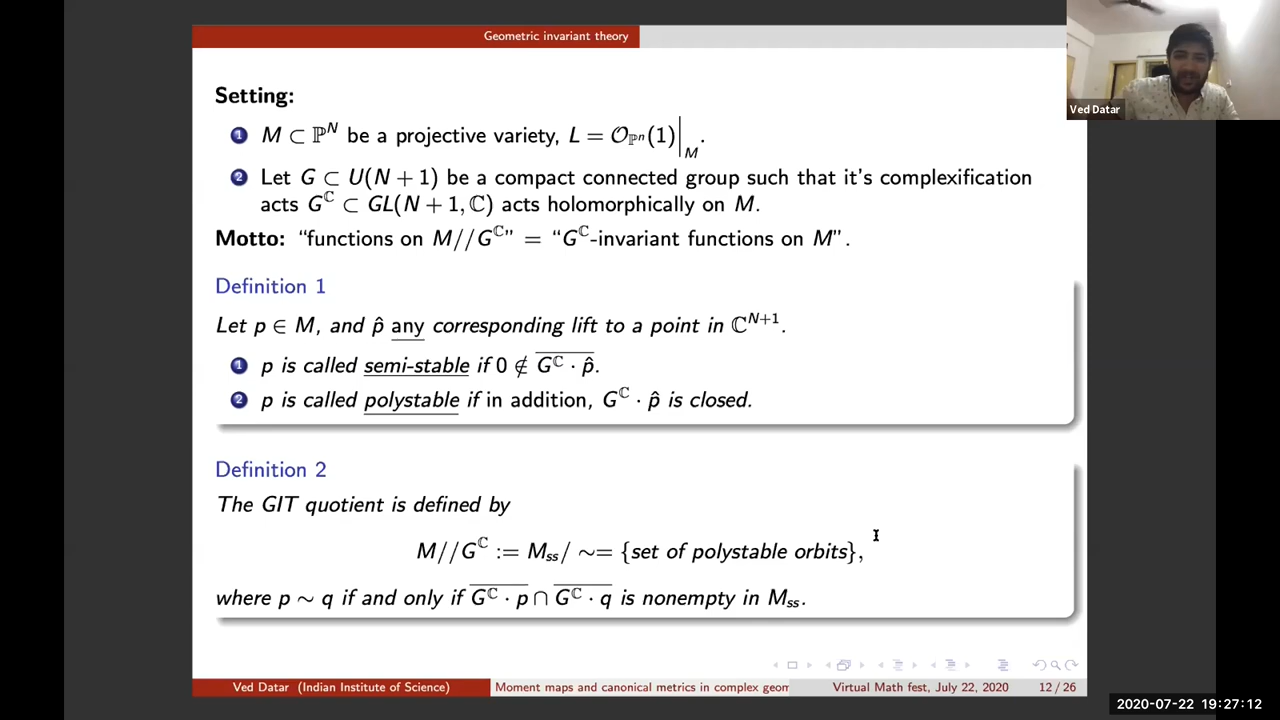 Geometric invariant theory
Ved Datar
Setting:
1 M ⊂ ℙᴺ be a projective variety, L = 𝒪_ℙⁿ(1)|_M.
2 Let G ⊂ U(N + 1) be a compact connected group such that it's complexification
acts G^ℂ ⊂ GL(N + 1, ℂ) acts holomorphically on M.
Motto: “functions on M//G^ℂ” = “G^ℂ-invariant functions on M”.
Definition 1
Let p ∈ M, and p̂ any corresponding lift to a point in ℂ^{N+1}.
1 p is called semi-stable if 0 ∉ \overline{G^ℂ · p̂}.
2 p is called polystable if in addition, G^ℂ · p̂ is closed.
Definition 2
The GIT quotient is defined by
M//G^ℂ := M_ss/ ∼= {set of polystable orbits},
where p ∼ q if and only if \overline{G^ℂ · p} ∩ \overline{G^ℂ · q} is nonempty in M_ss.
Ved Datar (Indian Institute of Science) Moment maps and canonical metrics in complex geom Virtual Math fest, July 22, 2020 12 / 26
2020-07-22 19:27:12